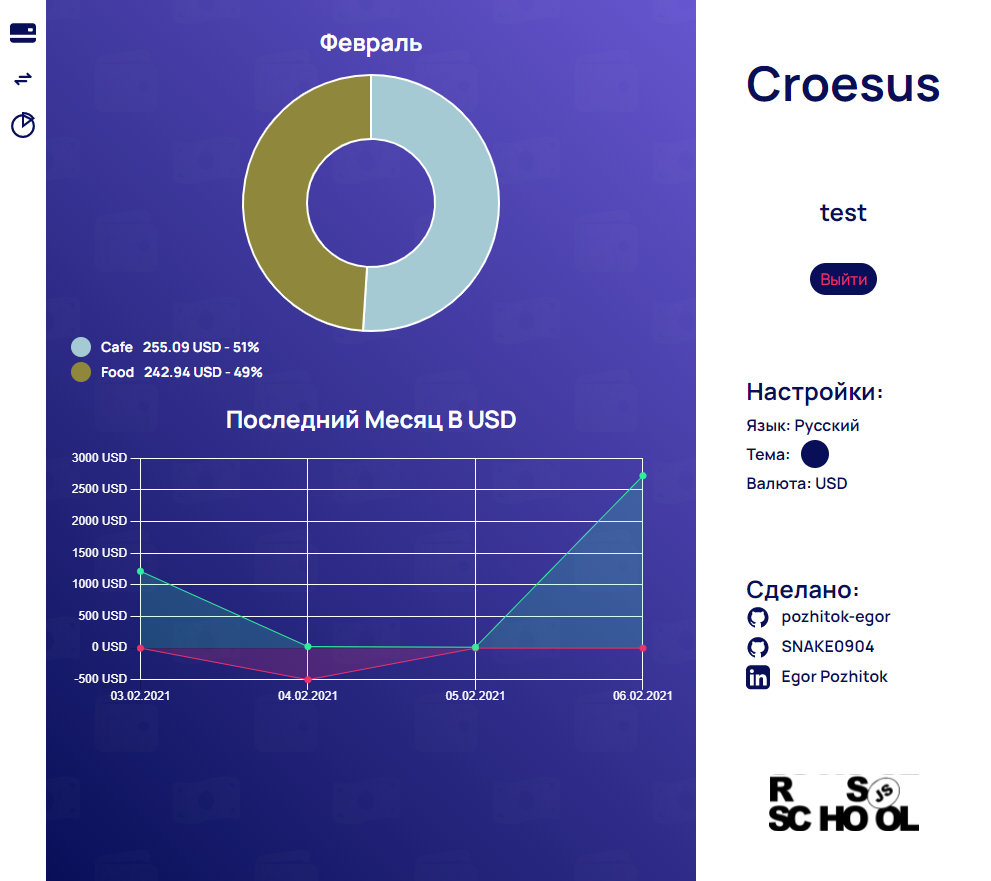 Февраль
Cafe 255.09 USD - 51%
Food 242.94 USD - 49%
Последний Месяц В USD
3000 USD
2500 USD
2000 USD
1500 USD
1000 USD
500 USD
0 USD
-500 USD
03.02.2021 04.02.2021 05.02.2021 06.02.2021
Croesus
test
Выйти
Настройки:
Язык: Русский
Тема:
Валюта: USD
Сделано:
pozhitok-egor
SNAKE0904
in Egor Pozhitok
R S JS
SCHOOL